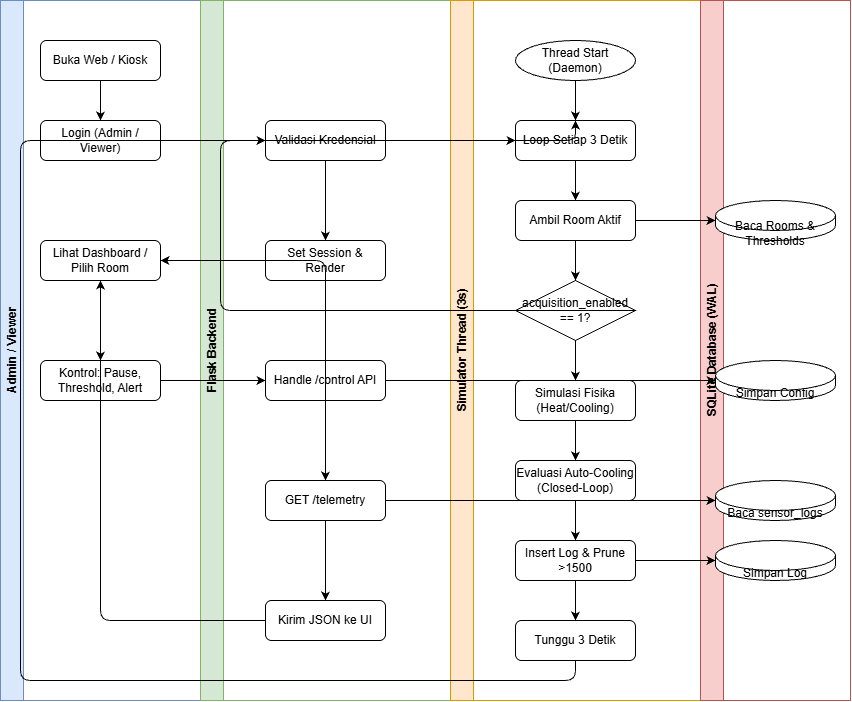 Admin / Viewer
Buka Web / Kiosk
Login (Admin /
Viewer)
Lihat Dashboard /
Pilih Room
Kontrol: Pause,
Threshold, Alert
Flask Backend
Validasi Kredensial
Set Session &
Render
Handle /control API
GET /telemetry
Kirim JSON ke UI
Simulator Thread (3s)
Thread Start
(Daemon)
Loop Setiap 3 Detik
Ambil Room Aktif
acquisition_enabled
== 1?
Simulasi Fisika
(Heat/Cooling)
Evaluasi Auto-Cooling
(Closed-Loop)
Insert Log & Prune
>1500
Tunggu 3 Detik
SQLite Database (WAL)
Baca Rooms &
Thresholds
Simpan Config
Baca sensor_logs
Simpan Log